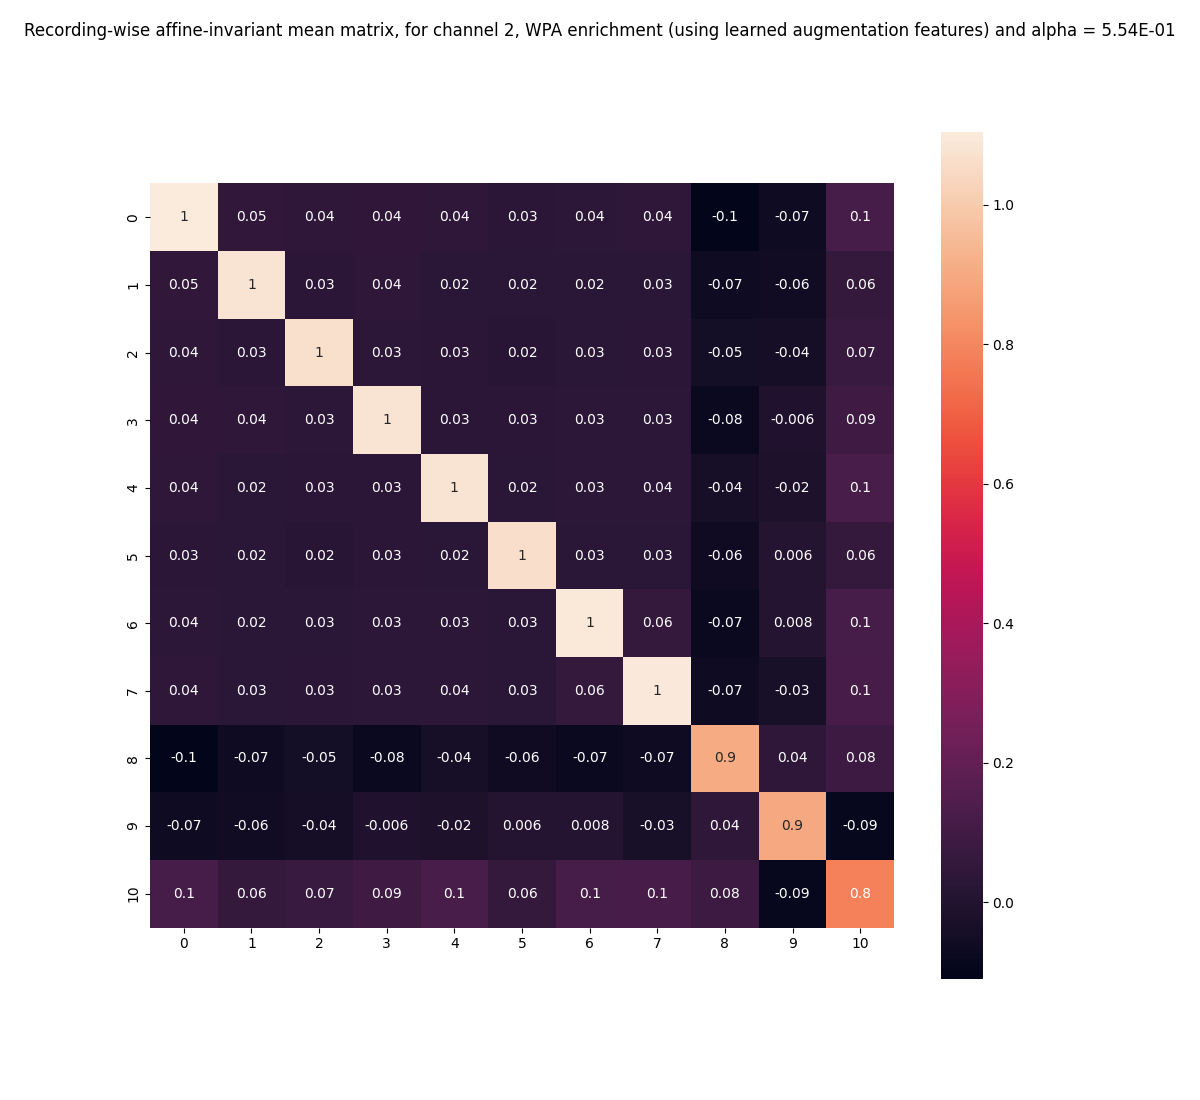 Recording-wise affine-invariant mean matrix, for channel 2, WPA enrichment (using learned augmentation features) and alpha = 5.54E-01
0 1 0.05 0.04 0.04 0.04 0.03 0.04 0.04 -0.1 -0.07 0.1
1 0.05 1 0.03 0.04 0.02 0.02 0.02 0.03 -0.07 -0.06 0.06
2 0.04 0.03 1 0.03 0.03 0.02 0.03 0.03 -0.05 -0.04 0.07
3 0.04 0.04 0.03 1 0.03 0.03 0.03 0.03 -0.08 -0.006 0.09
4 0.04 0.02 0.03 0.03 1 0.02 0.03 0.04 -0.04 -0.02 0.1
5 0.03 0.02 0.02 0.03 0.02 1 0.03 0.03 -0.06 0.006 0.06
6 0.04 0.02 0.03 0.03 0.03 0.03 1 0.06 -0.07 0.008 0.1
7 0.04 0.03 0.03 0.03 0.04 0.03 0.06 1 -0.07 -0.03 0.1
8 -0.1 -0.07 -0.05 -0.08 -0.04 -0.06 -0.07 -0.07 0.9 0.04 0.08
9 -0.07 -0.06 -0.04 -0.006 -0.02 0.006 0.008 -0.03 0.04 0.9 -0.09
10 0.1 0.06 0.07 0.09 0.1 0.06 0.1 0.1 0.08 -0.09 0.8
0 1 2 3 4 5 6 7 8 9 10
1.0
0.8
0.6
0.4
0.2
0.0